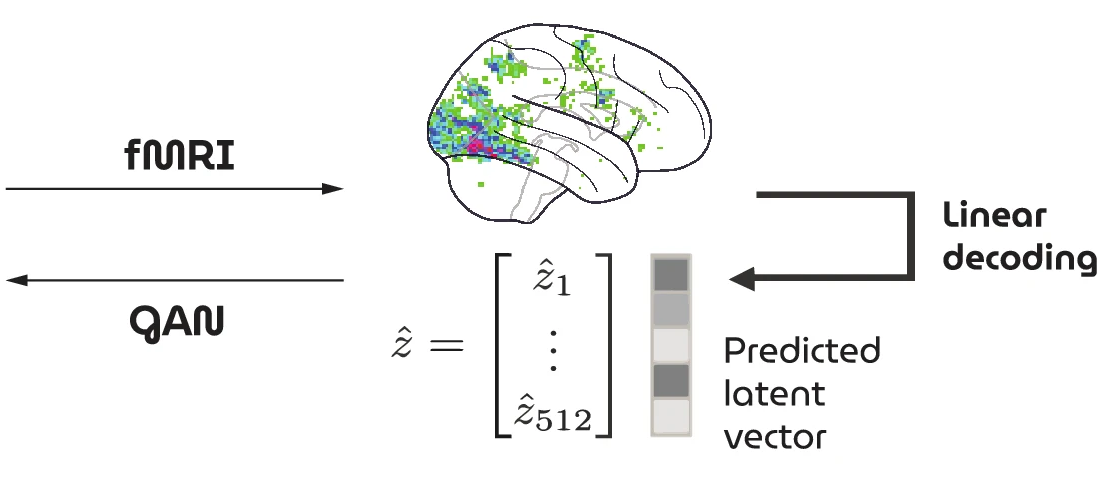 fMRI
GAN
Linear
decoding
ẑ = [ẑ₁ ⋮ ẑ₅₁₂]
Predicted
latent
vector